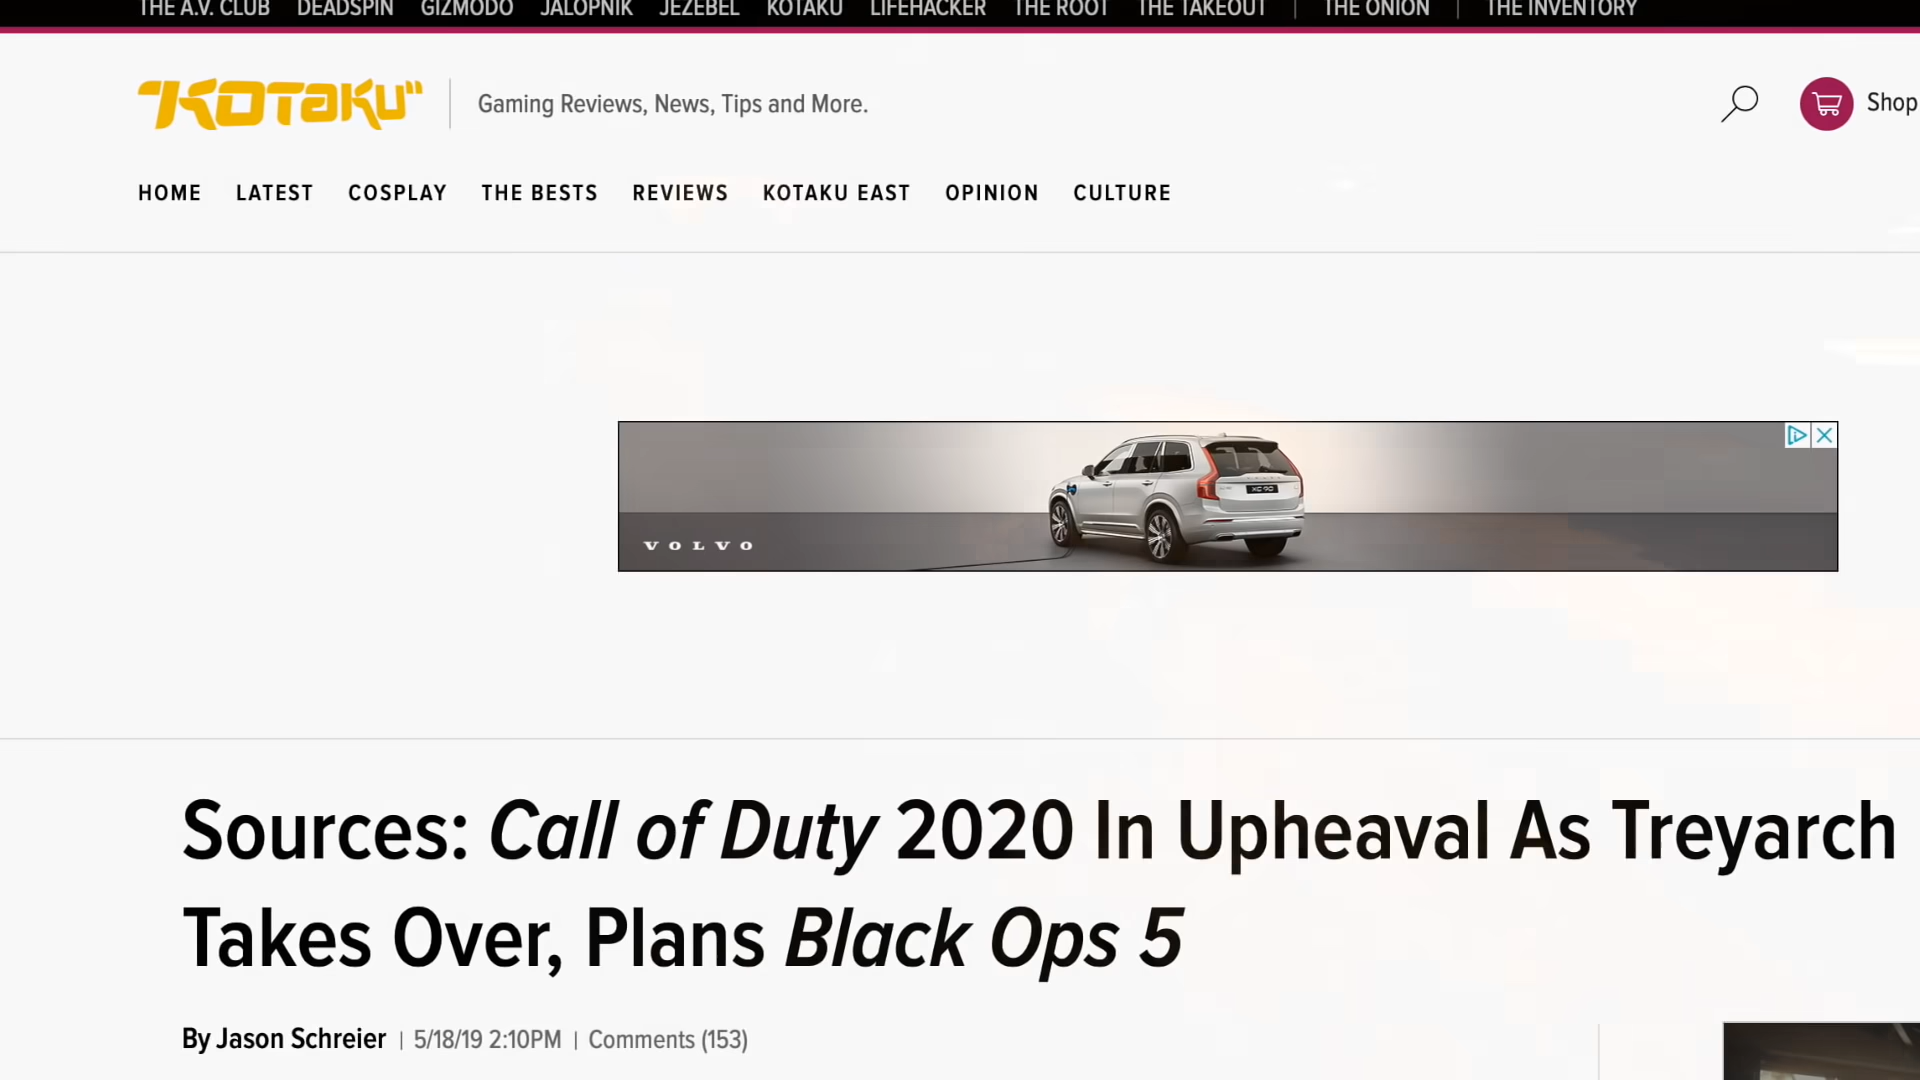 THE A.V. CLUB DEADSPIN GIZMODO JALOPNIK JEZEBEL KOTAKU LIFEHACKER THE ROOT THE TAKEOUT THE ONION THE INVENTORY
KOTAKU Gaming Reviews, News, Tips and More. Shop
HOME LATEST COSPLAY THE BESTS REVIEWS KOTAKU EAST OPINION CULTURE
XC90
VOLVO
Sources: Call of Duty 2020 In Upheaval As Treyarch
Takes Over, Plans Black Ops 5
By Jason Schreier | 5/18/19 2:10PM | Comments (153)